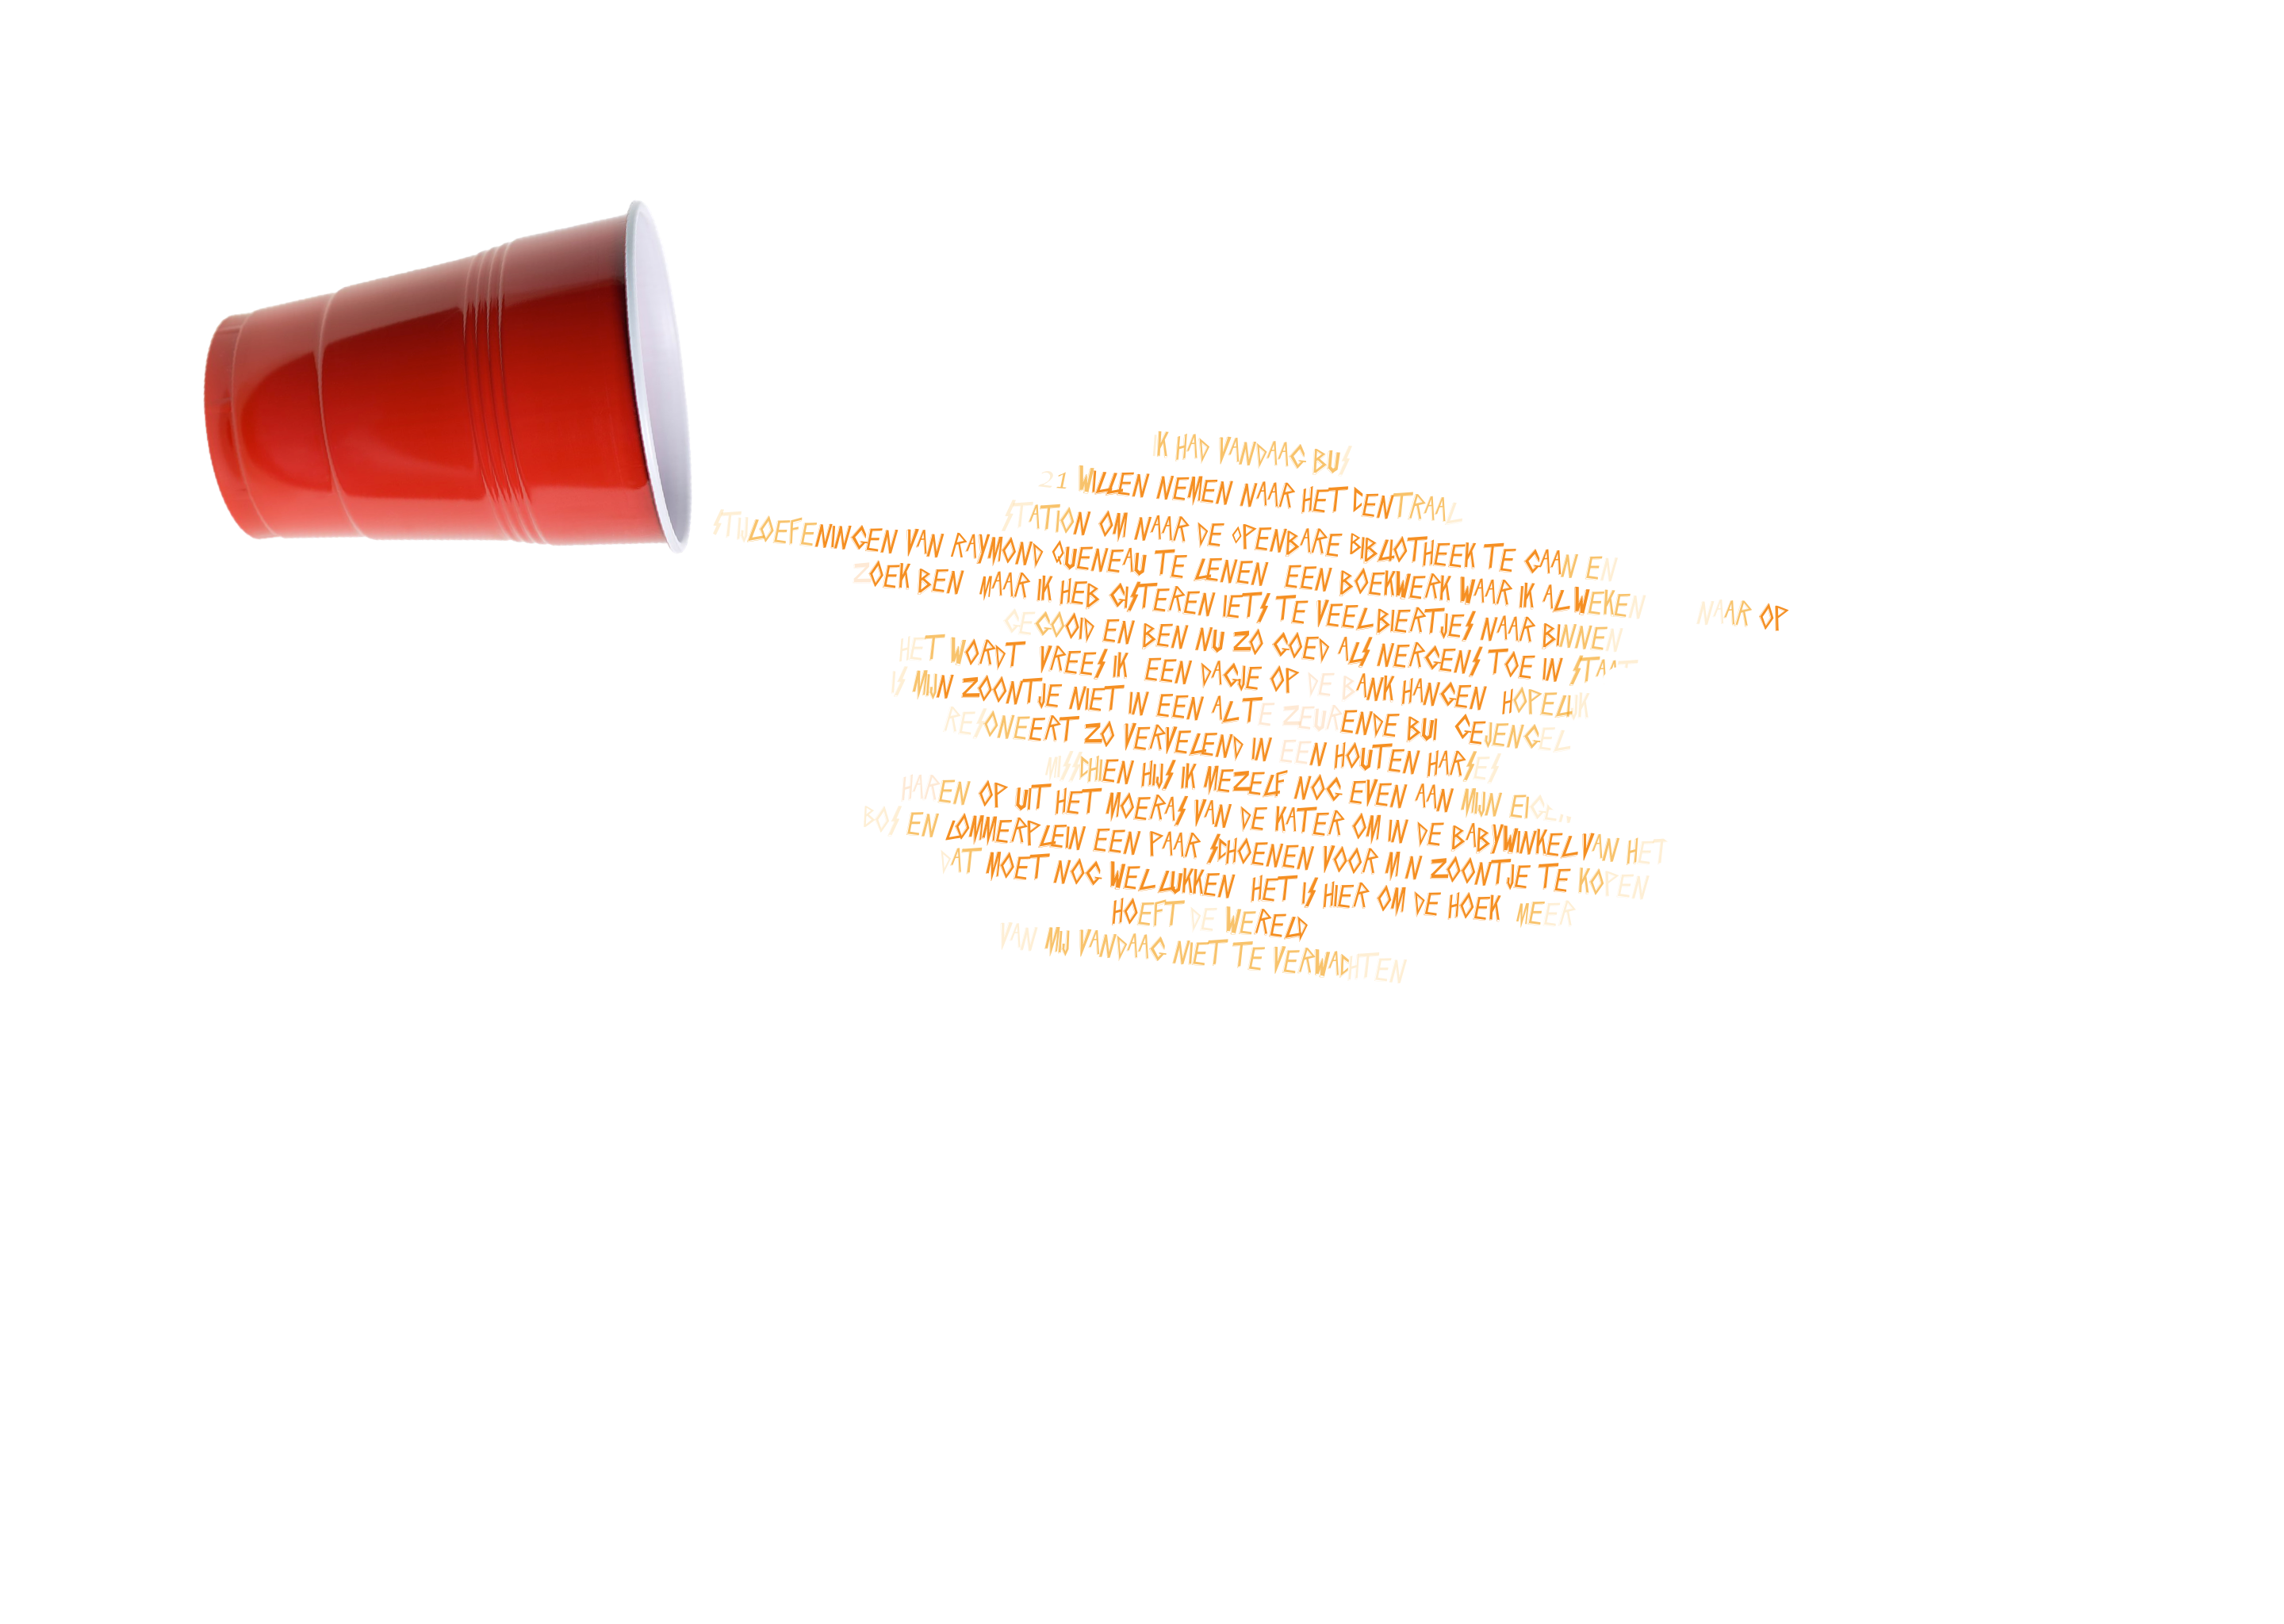 IK HAD VANDAAG BUS
21 WILLEN NEMEN NAAR HET CENTRAAL
STATION OM NAAR DE OPENBARE BIBLIOTHEEK TE GAAN EN
STIJLOEFENINGEN VAN RAYMOND QUENEAU TE LENEN EEN BOEKWERK WAAR IK AL WEKEN NAAR OP
ZOEK BEN MAAR IK HEB GISTEREN IETS TE VEEL BIERTJES NAAR BINNEN
GEGOOID EN BEN NU ZO GOED ALS NERGENS TOE IN STAAT
HET WORDT VREES IK EEN DAGJE OP DE BANK HANGEN HOPELIJK
IS MIJN ZOONTJE NIET IN EEN AL TE ZEURENDE BUI GEJENGEL
RESONEERT ZO VERVELEND IN EEN HOUTEN HARSES
MISSCHIEN HIJS IK MEZELF NOG EVEN AAN MIJN EIGEN
HAREN OP UIT HET MOERAS VAN DE KATER OM IN DE BABYWINKEL VAN HET
BOS EN LOMMERPLEIN EEN PAAR SCHOENEN VOOR M N ZOONTJE TE KOPEN
DAT MOET NOG WEL LUKKEN HET IS HIER OM DE HOEK MEER
HOEFT DE WERELD
VAN MIJ VANDAAG NIET TE VERWACHTEN